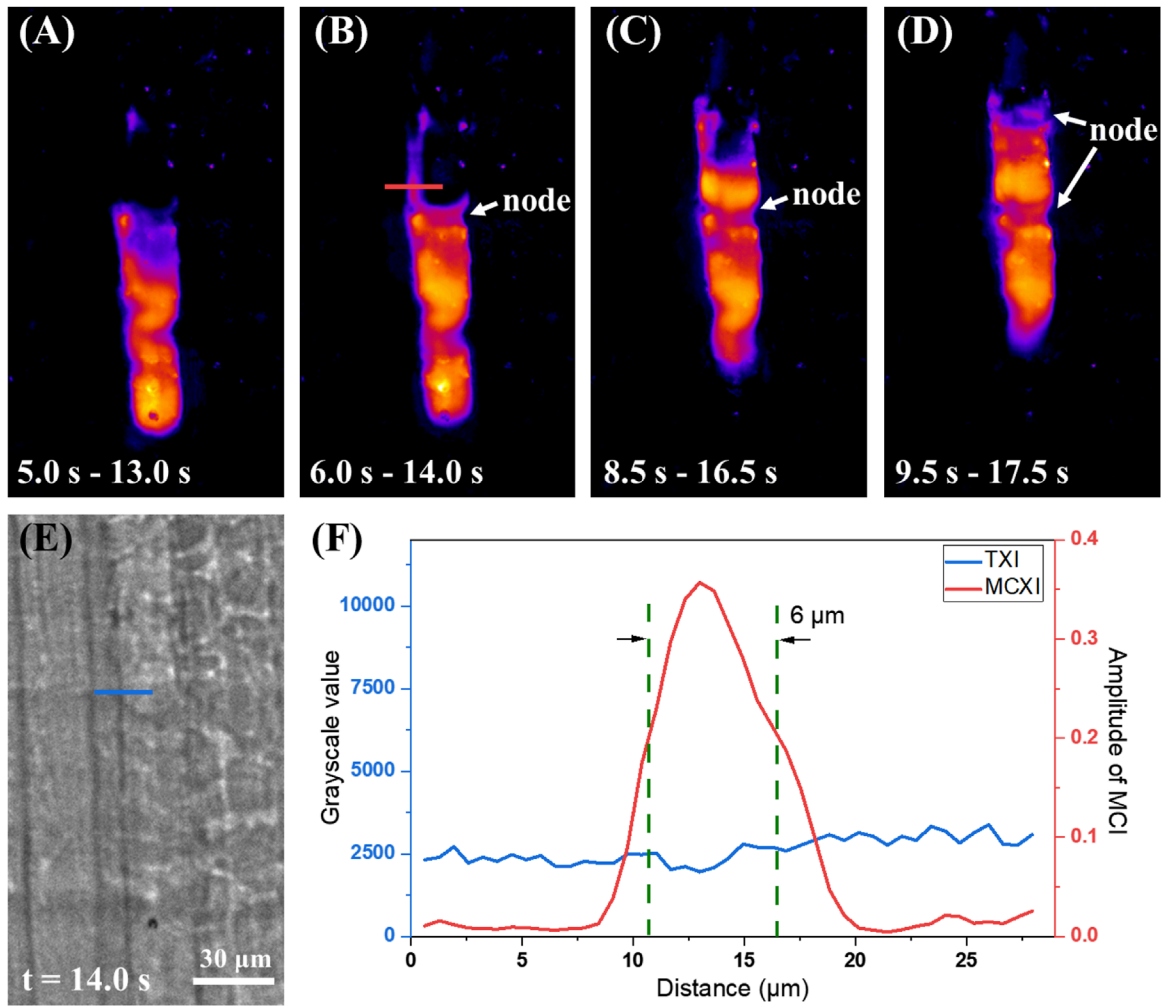 (A)
5.0 s - 13.0 s
(B)
node
6.0 s - 14.0 s
(C)
node
8.5 s - 16.5 s
(D)
node
9.5 s - 17.5 s
(E)
t = 14.0 s
30 µm
(F)
TXI
MCXI
6 µm
Grayscale value
10000
7500
5000
2500
0
Amplitude of MCI
0.4
0.3
0.2
0.1
0.0
0 5 10 15 20 25
Distance (µm)